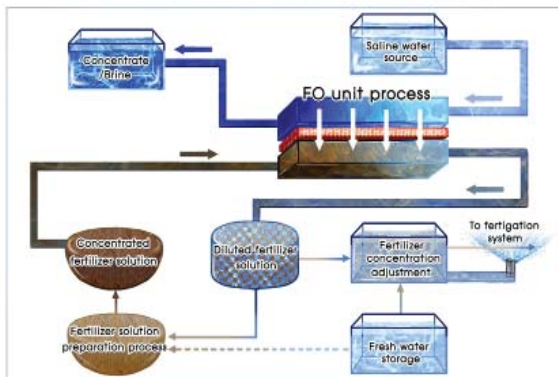 Concentrate
/Brine
Saline water
source
FO unit process
Concentrated
fertilizer solution
Diluted fertilizer
solution
Fertilizer
concentration
adjustment
To fertigation
system
Fertilizer solution
preparation process
Fresh water
storage